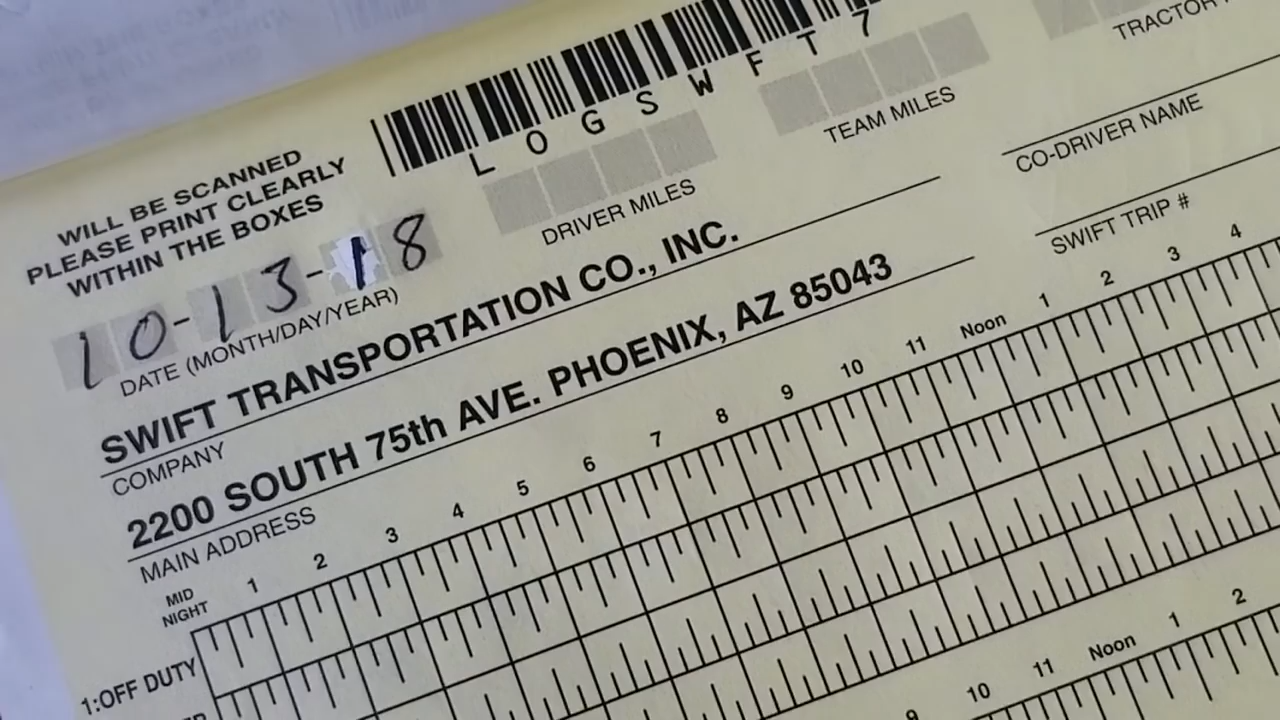 LOGSWFT7
WILL BE SCANNED
PLEASE PRINT CLEARLY
WITHIN THE BOXES
10-13-18
DATE (MONTH/DAY/YEAR)
DRIVER MILES
TEAM MILES
TRACTOR
CO-DRIVER NAME
SWIFT TRIP #
SWIFT TRANSPORTATION CO., INC.
COMPANY
2200 SOUTH 75th AVE. PHOENIX, AZ 85043
MAIN ADDRESS
MID
NIGHT
1 2 3 4 5 6 7 8 9 10 11 Noon 1 2 3 4
1:OFF DUTY
9 10 11 Noon 1 2